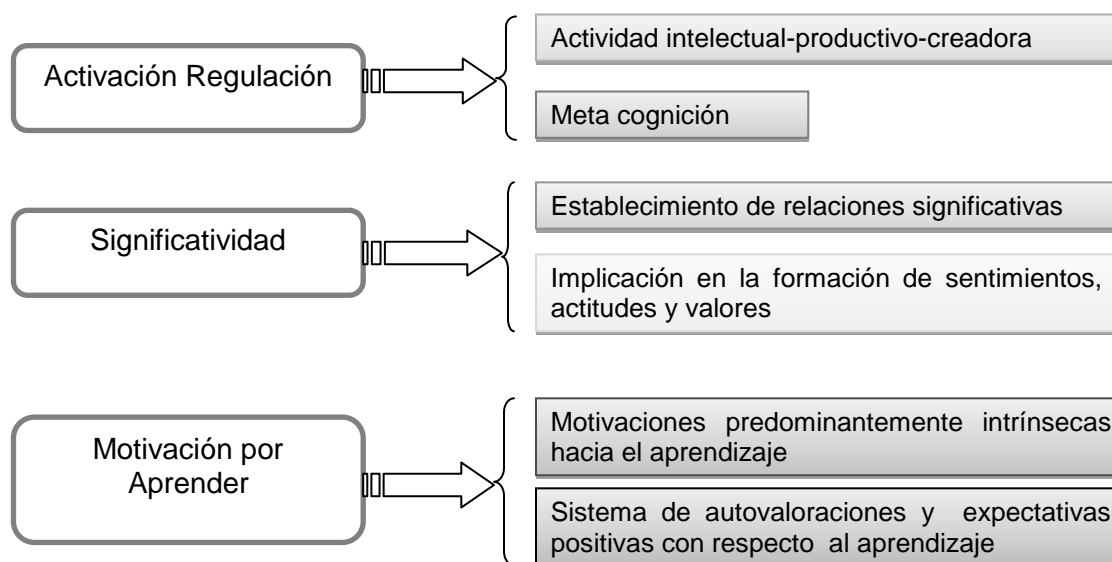 Activación Regulación
Actividad intelectual-productivo-creadora
Meta cognición
Significatividad
Establecimiento de relaciones significativas
Implicación en la formación de sentimientos,
actitudes y valores
Motivación por
Aprender
Motivaciones predominantemente intrínsecas
hacia el aprendizaje
Sistema de autovaloraciones y expectativas
positivas con respecto al aprendizaje